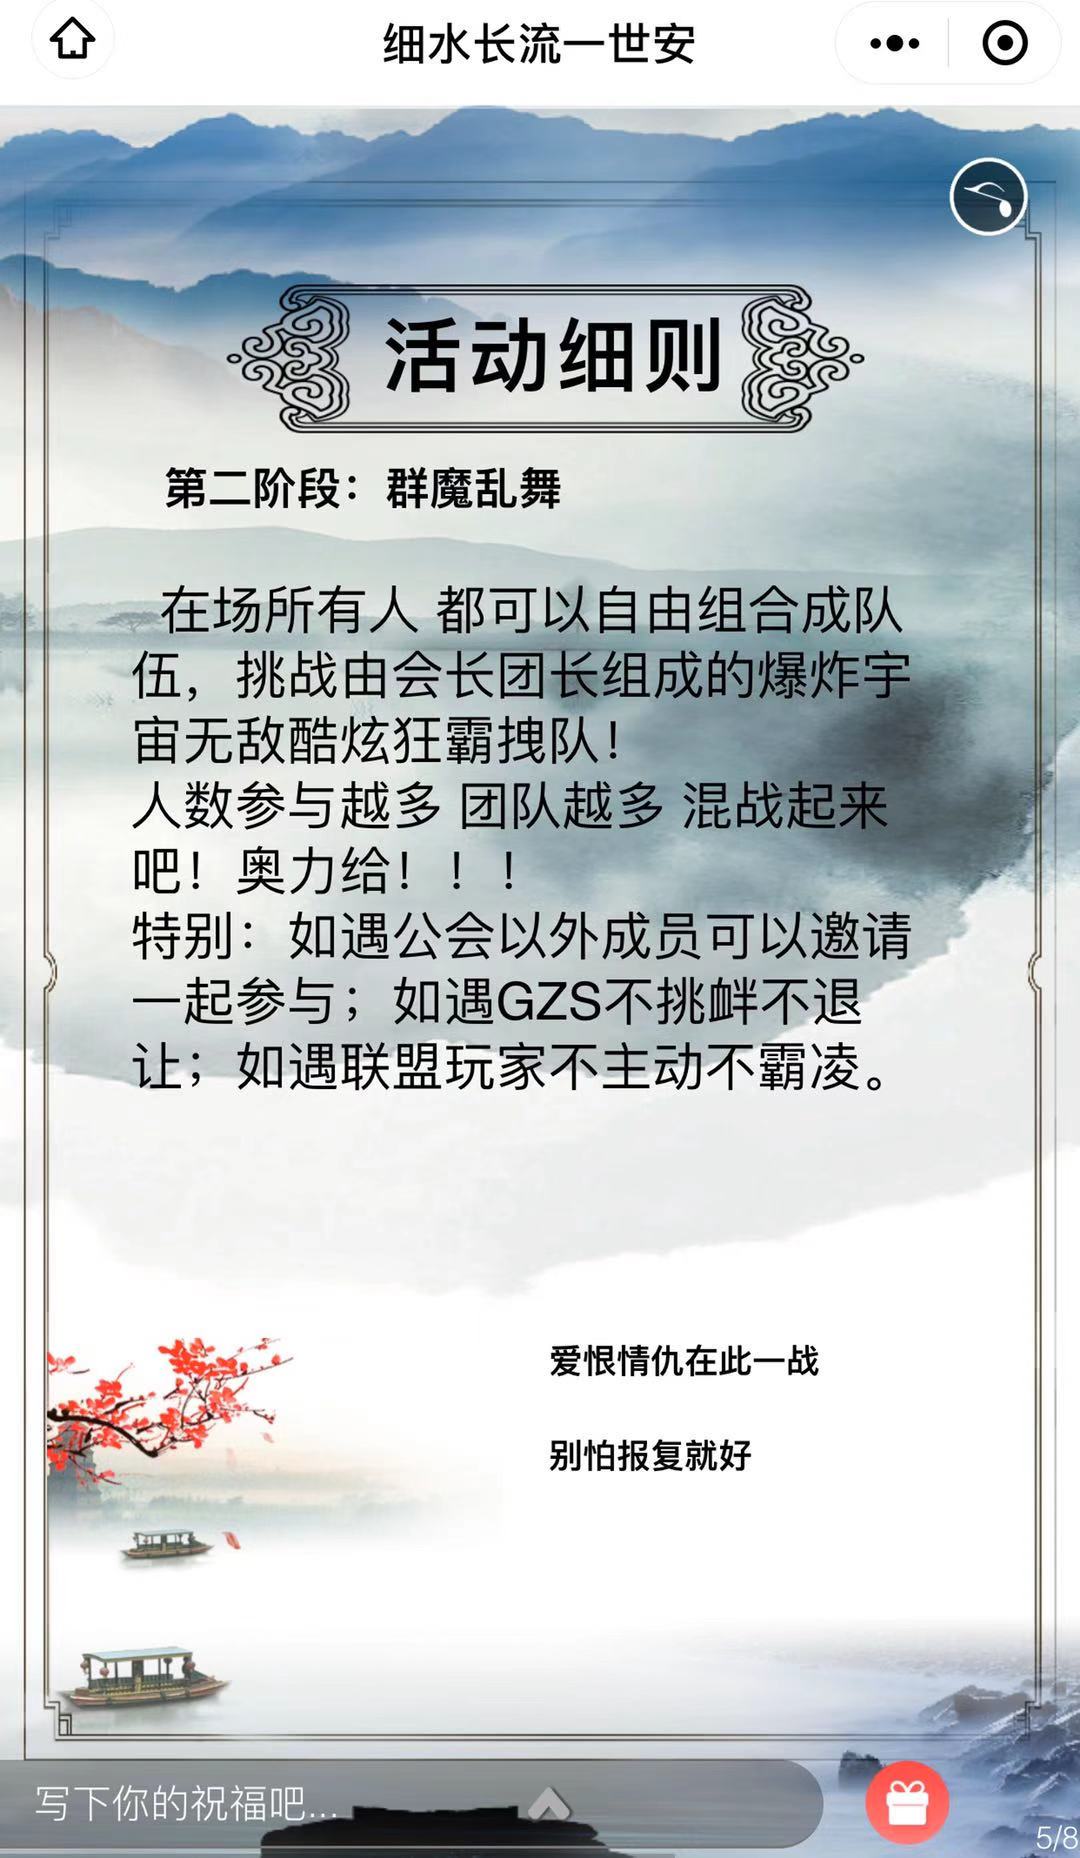 细水长流一世安
活动细则
第二阶段：群魔乱舞
在场所有人 都可以自由组合成队
伍，挑战由会长团长组成的爆炸宇
宙无敌酷炫狂霸拽队！
人数参与越多 团队越多 混战起来
吧！奥力给！！！
特别：如遇公会以外成员可以邀请
一起参与；如遇GZS不挑衅不退
让；如遇联盟玩家不主动不霸凌。
爱恨情仇在此一战
别怕报复就好
写下你的祝福吧...
5/8